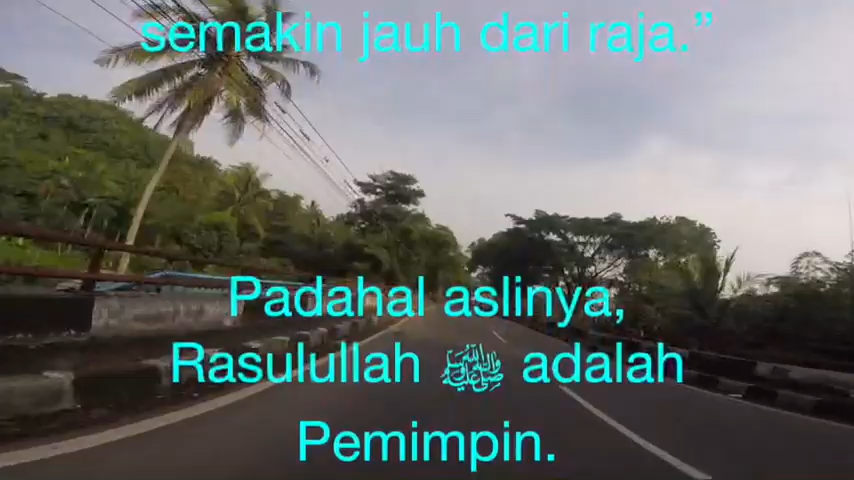 semakin jauh dari raja.”
Padahal aslinya,
Rasulullah ﷺ adalah
Pemimpin.